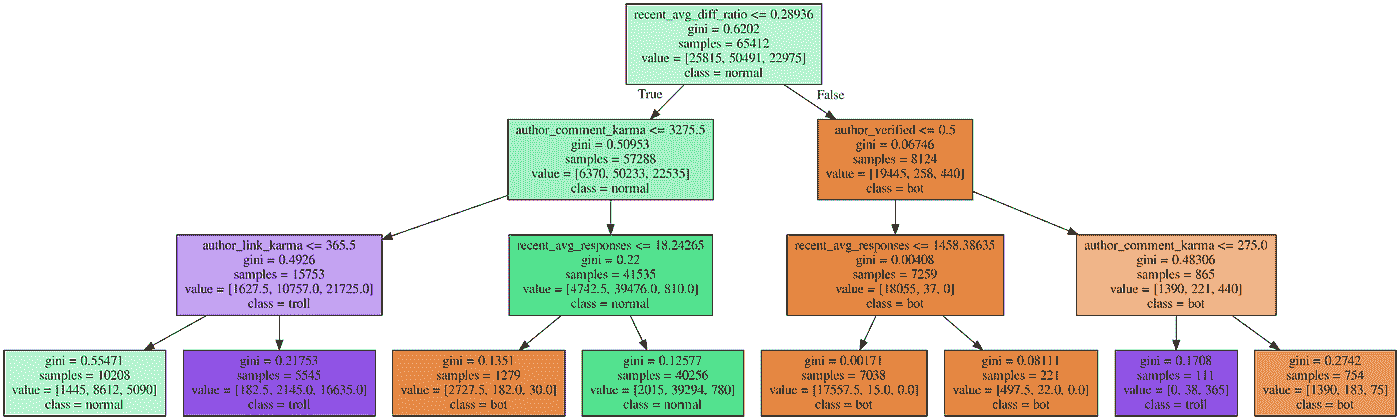 recent_avg_diff_ratio <= 0.28936
gini = 0.6202
samples = 65412
value = [25815, 50491, 22975]
class = normal
True
False
author_comment_karma <= 3275.5
gini = 0.50953
samples = 57288
value = [6370, 50233, 22535]
class = normal
author_verified <= 0.5
gini = 0.06746
samples = 8124
value = [19445, 258, 440]
class = bot
author_link_karma <= 365.5
gini = 0.4926
samples = 15753
value = [1627.5, 10757.0, 21725.0]
class = troll
recent_avg_responses <= 18.24265
gini = 0.22
samples = 41535
value = [4742.5, 39476.0, 810.0]
class = normal
recent_avg_responses <= 1458.38635
gini = 0.00408
samples = 7259
value = [18055, 37, 0]
class = bot
author_comment_karma <= 275.0
gini = 0.48306
samples = 865
value = [1390, 221, 440]
class = bot
gini = 0.55471
samples = 10208
value = [1445, 8612, 5090]
class = normal
gini = 0.21753
samples = 5545
value = [182.5, 2145.0, 16635.0]
class = troll
gini = 0.1351
samples = 1279
value = [2727.5, 182.0, 30.0]
class = bot
gini = 0.12577
samples = 40256
value = [2015, 39294, 780]
class = normal
gini = 0.00171
samples = 7038
value = [17557.5, 15.0, 0.0]
class = bot
gini = 0.08111
samples = 221
value = [497.5, 22.0, 0.0]
class = bot
gini = 0.1708
samples = 111
value = [0, 38, 365]
class = troll
gini = 0.2742
samples = 754
value = [1390, 183, 75]
class = bot